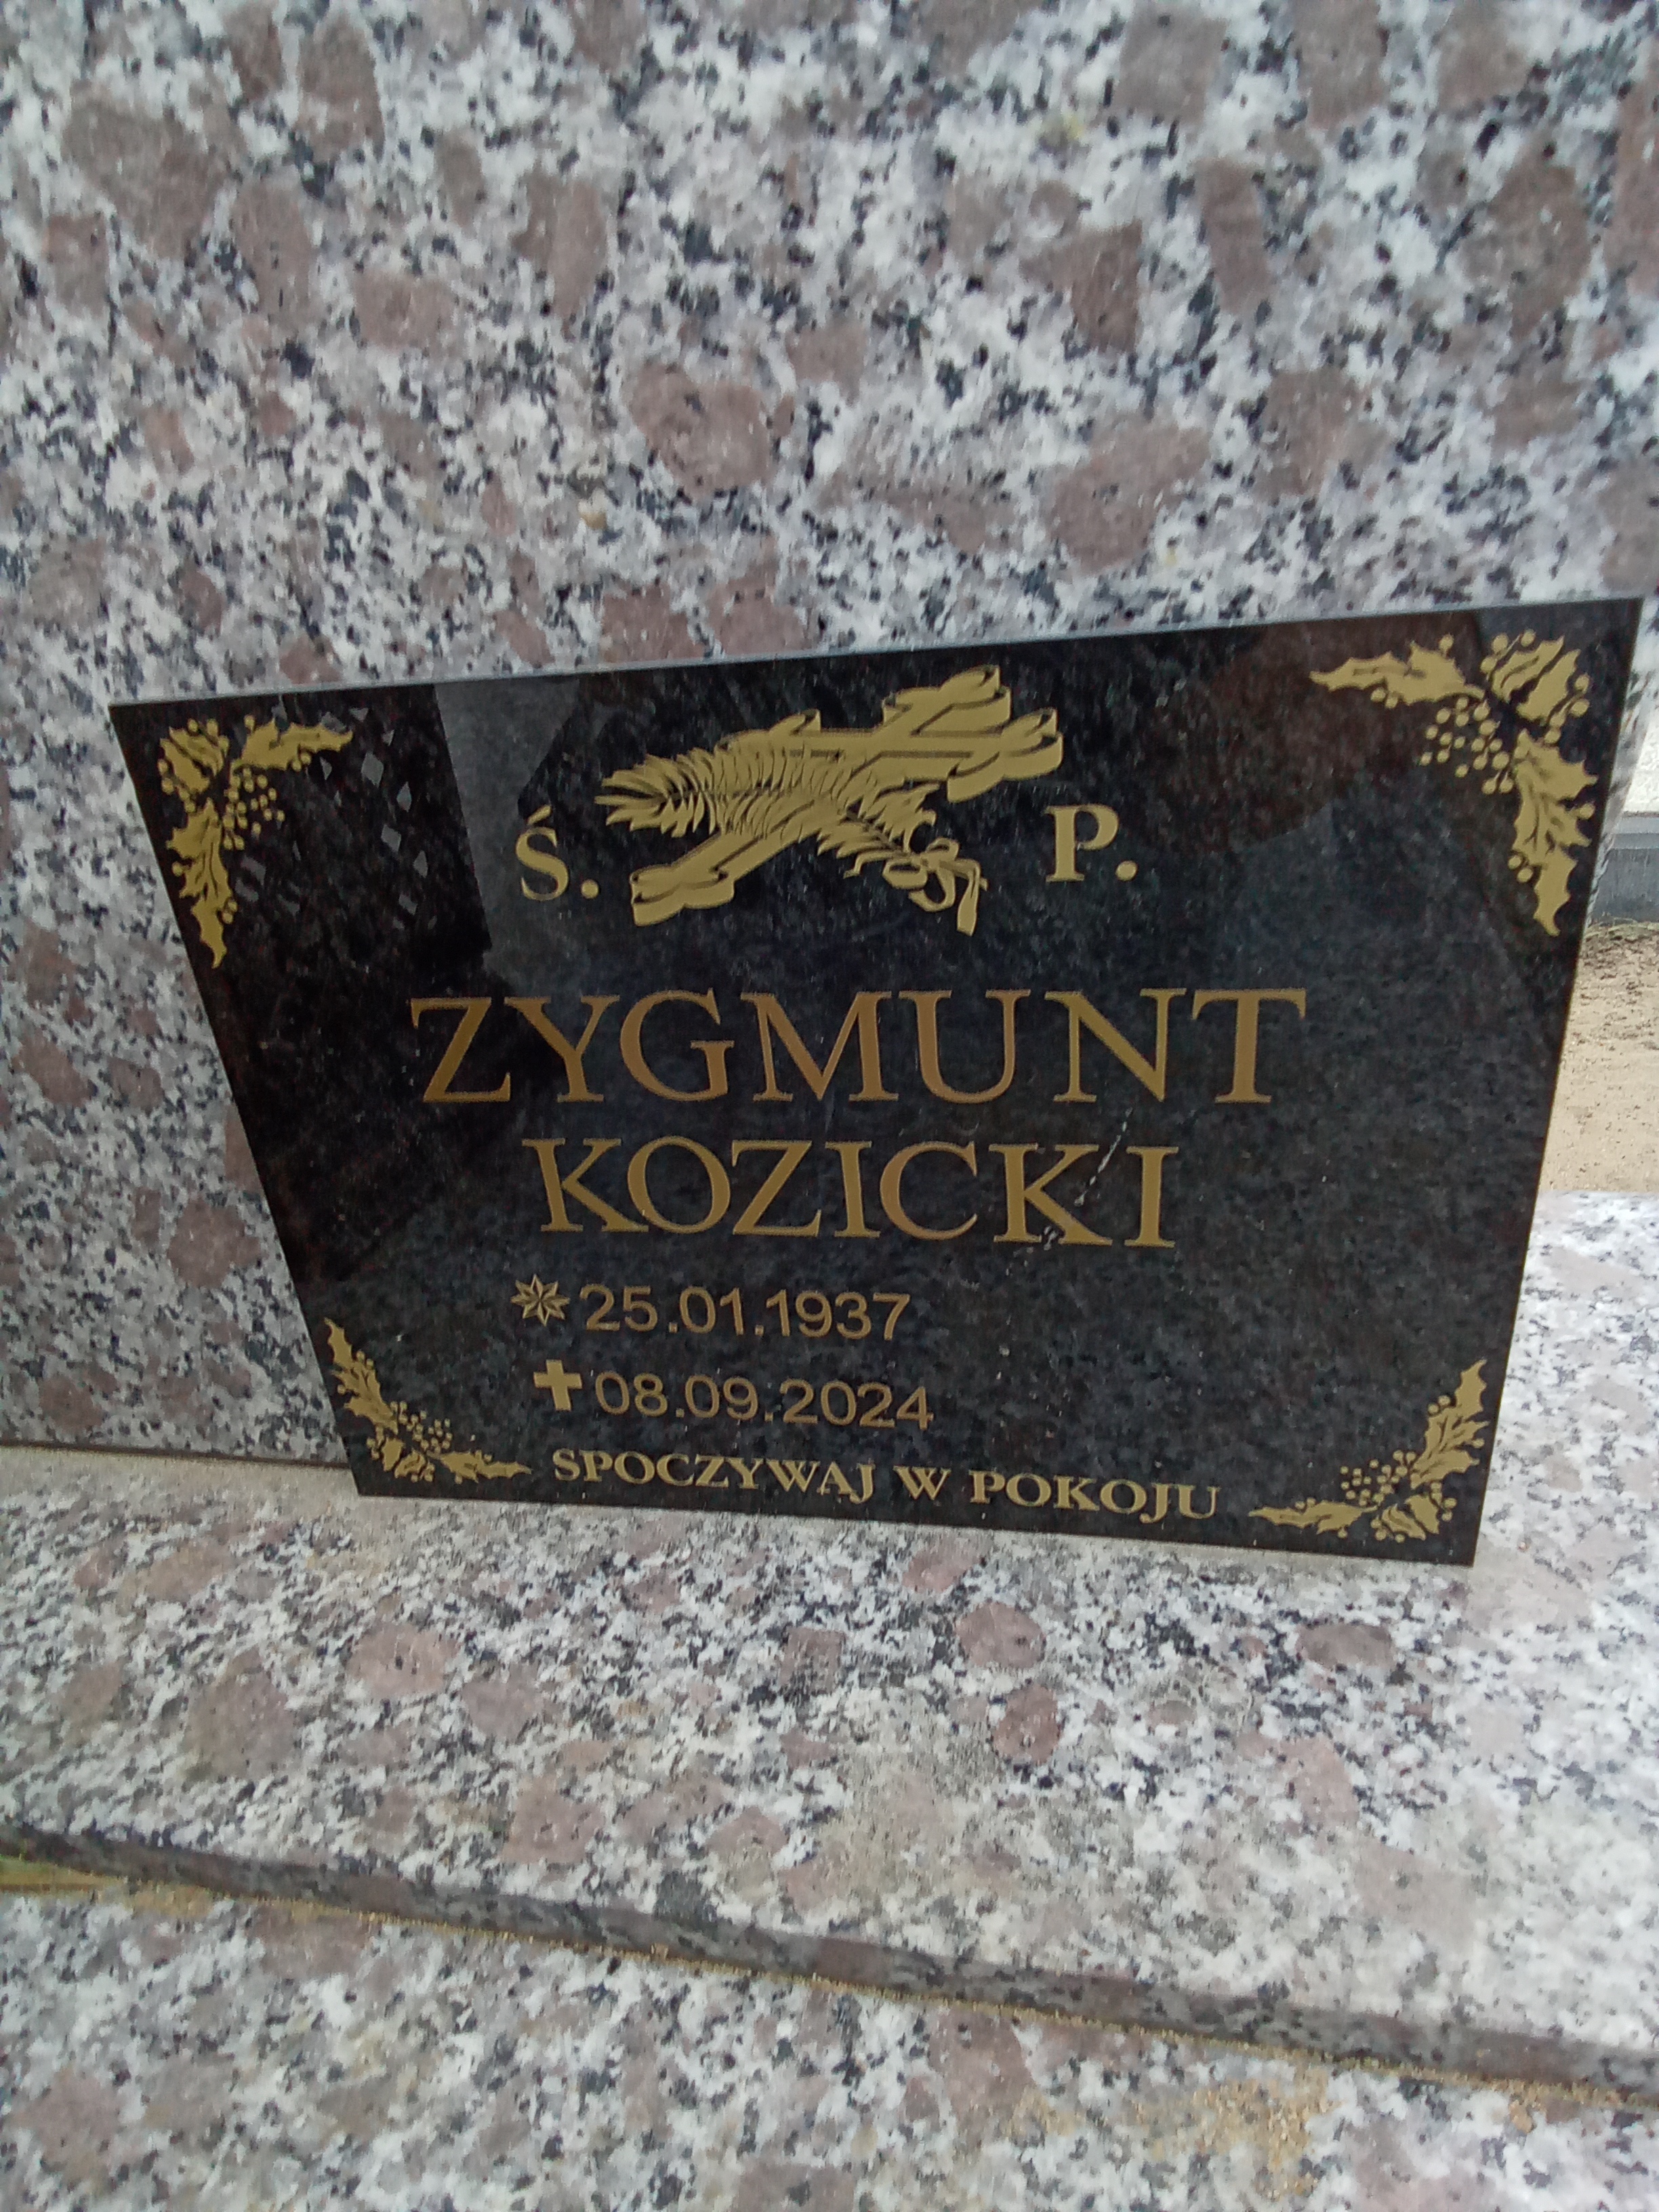 Ś. P.
ZYGMUNT
KOZICKI
25.01.1937
08.09.2024
SPOCZYWAJ W POKOJU